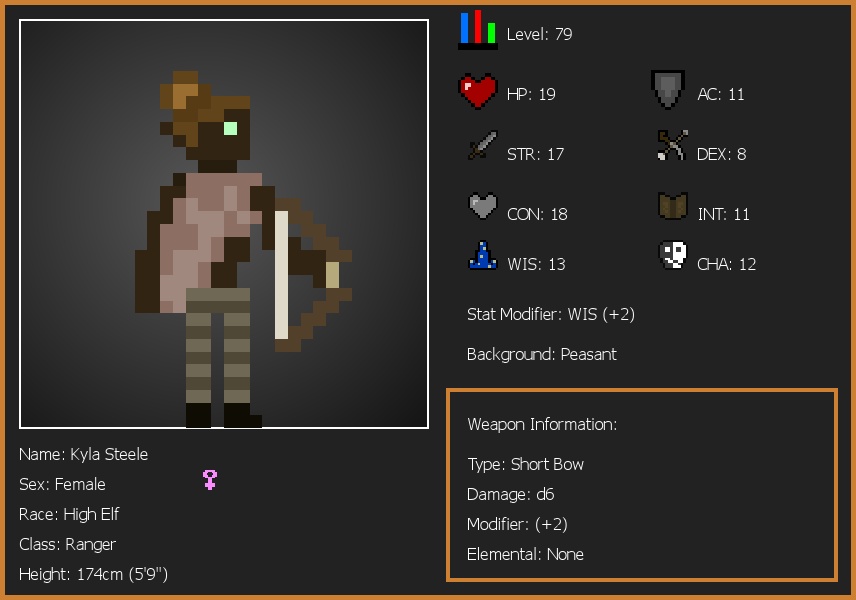 Level: 79
HP: 19
AC: 11
STR: 17
DEX: 8
CON: 18
INT: 11
WIS: 13
CHA: 12
Stat Modifier: WIS (+2)
Background: Peasant
Weapon Information:
Type: Short Bow
Damage: d6
Modifier: (+2)
Elemental: None
Name: Kyla Steele
Sex: Female
Race: High Elf
Class: Ranger
Height: 174cm (5'9")